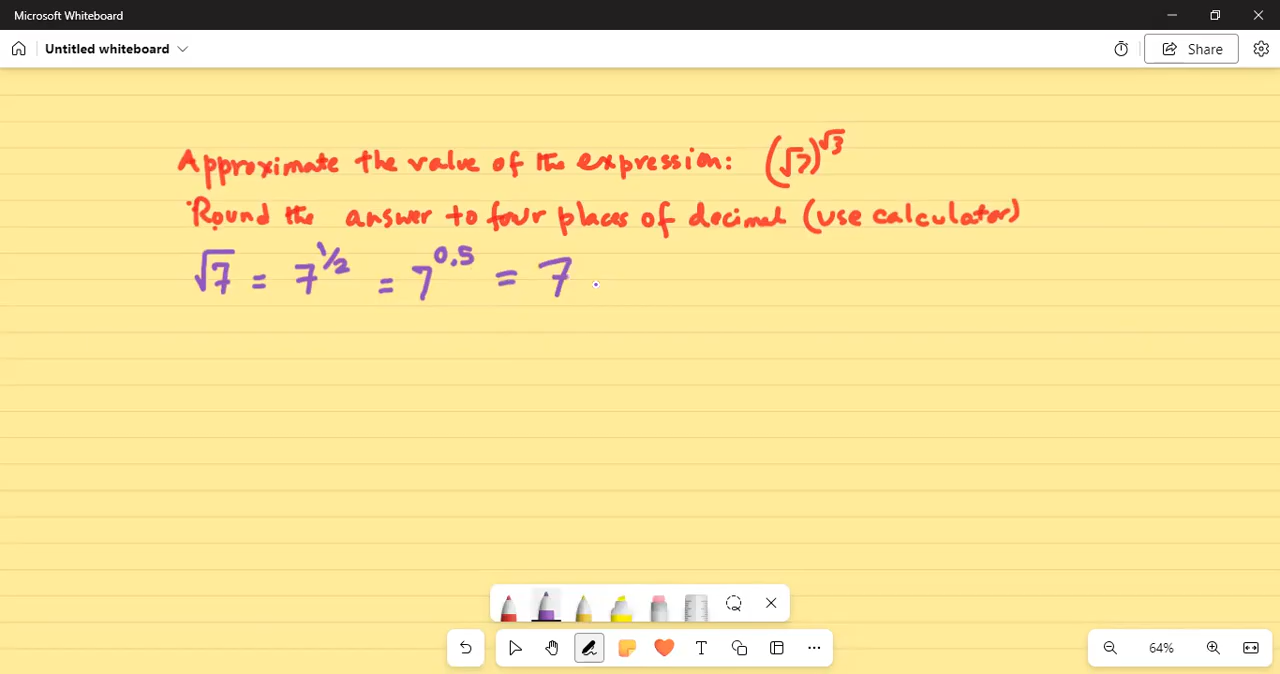 Microsoft Whiteboard
Untitled whiteboard
Share
Approximate the value of the expression: (√7)^√3
Round the answer to four places of decimal (use calculator)
√7 = 7^1/2 = 7^0.5 = 7
T
64%